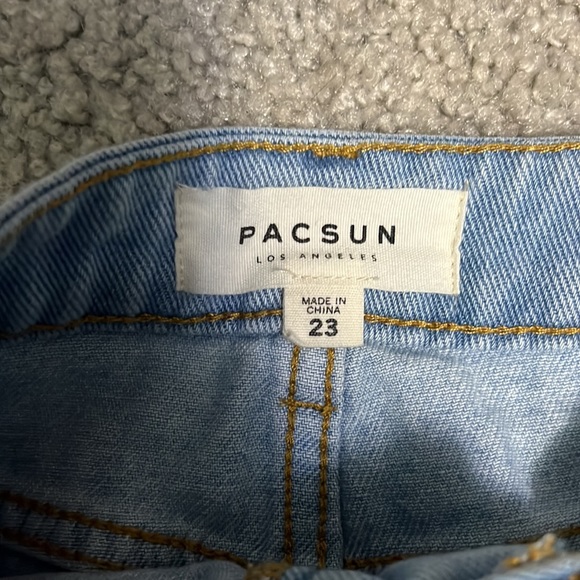 PACSUN
LOS ANGELES
MADE IN
CHINA
23